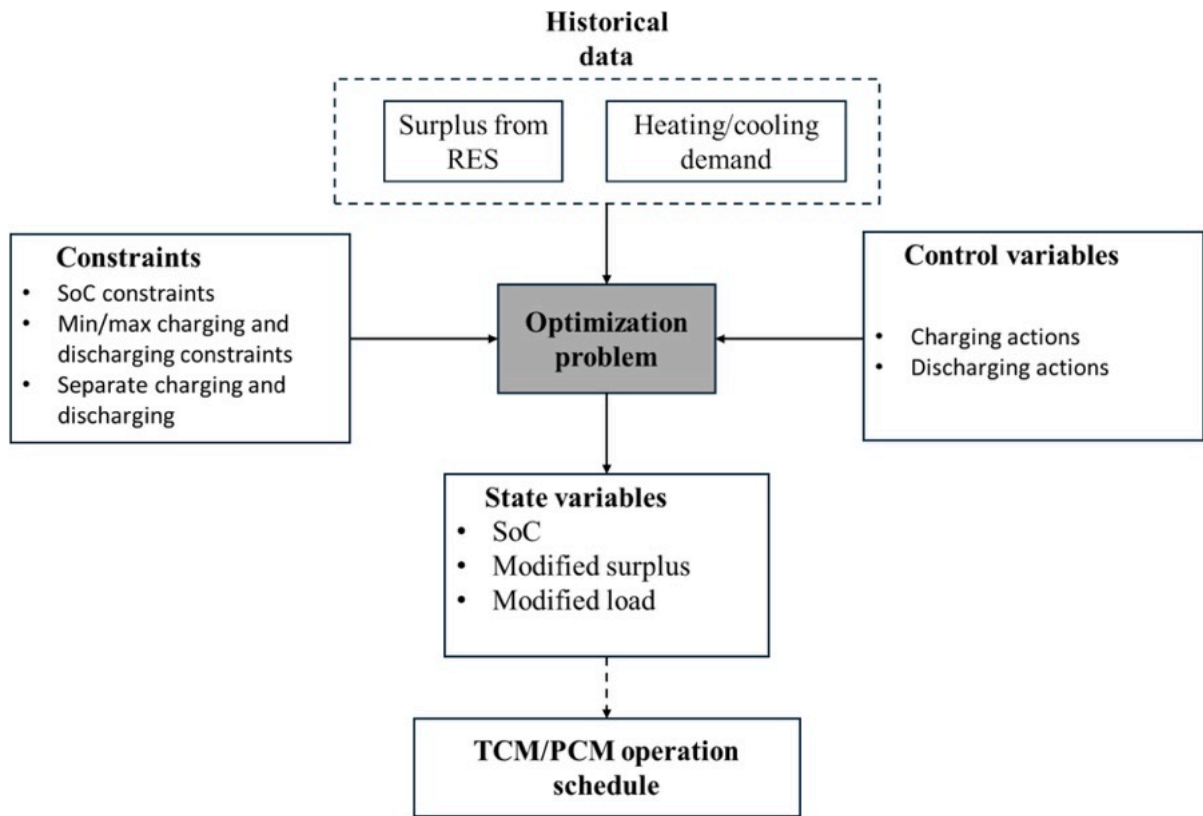 Historical
data
Surplus from
RES
Heating/cooling
demand
Constraints
• SoC constraints
• Min/max charging and
discharging constraints
• Separate charging and
discharging
Optimization
problem
Control variables
• Charging actions
• Discharging actions
State variables
• SoC
• Modified surplus
• Modified load
TCM/PCM operation
schedule